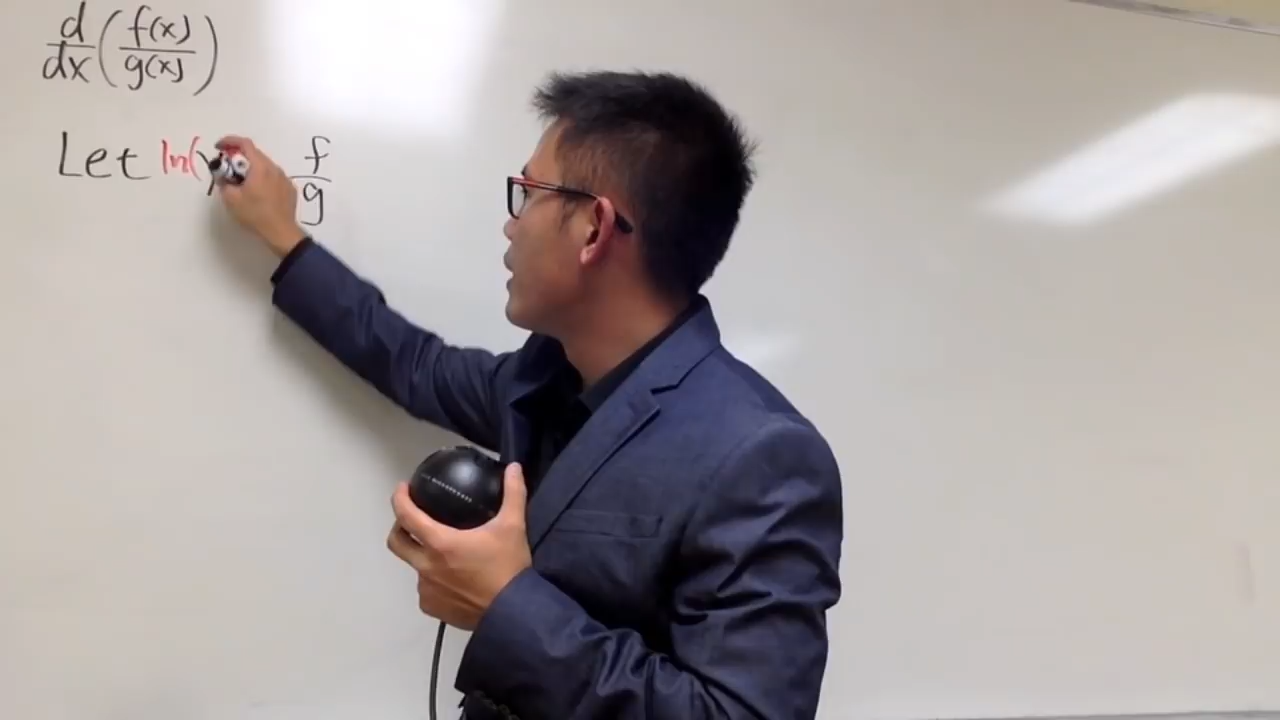 d/dx ( f(x)/g(x) )
Let ln(y f/g